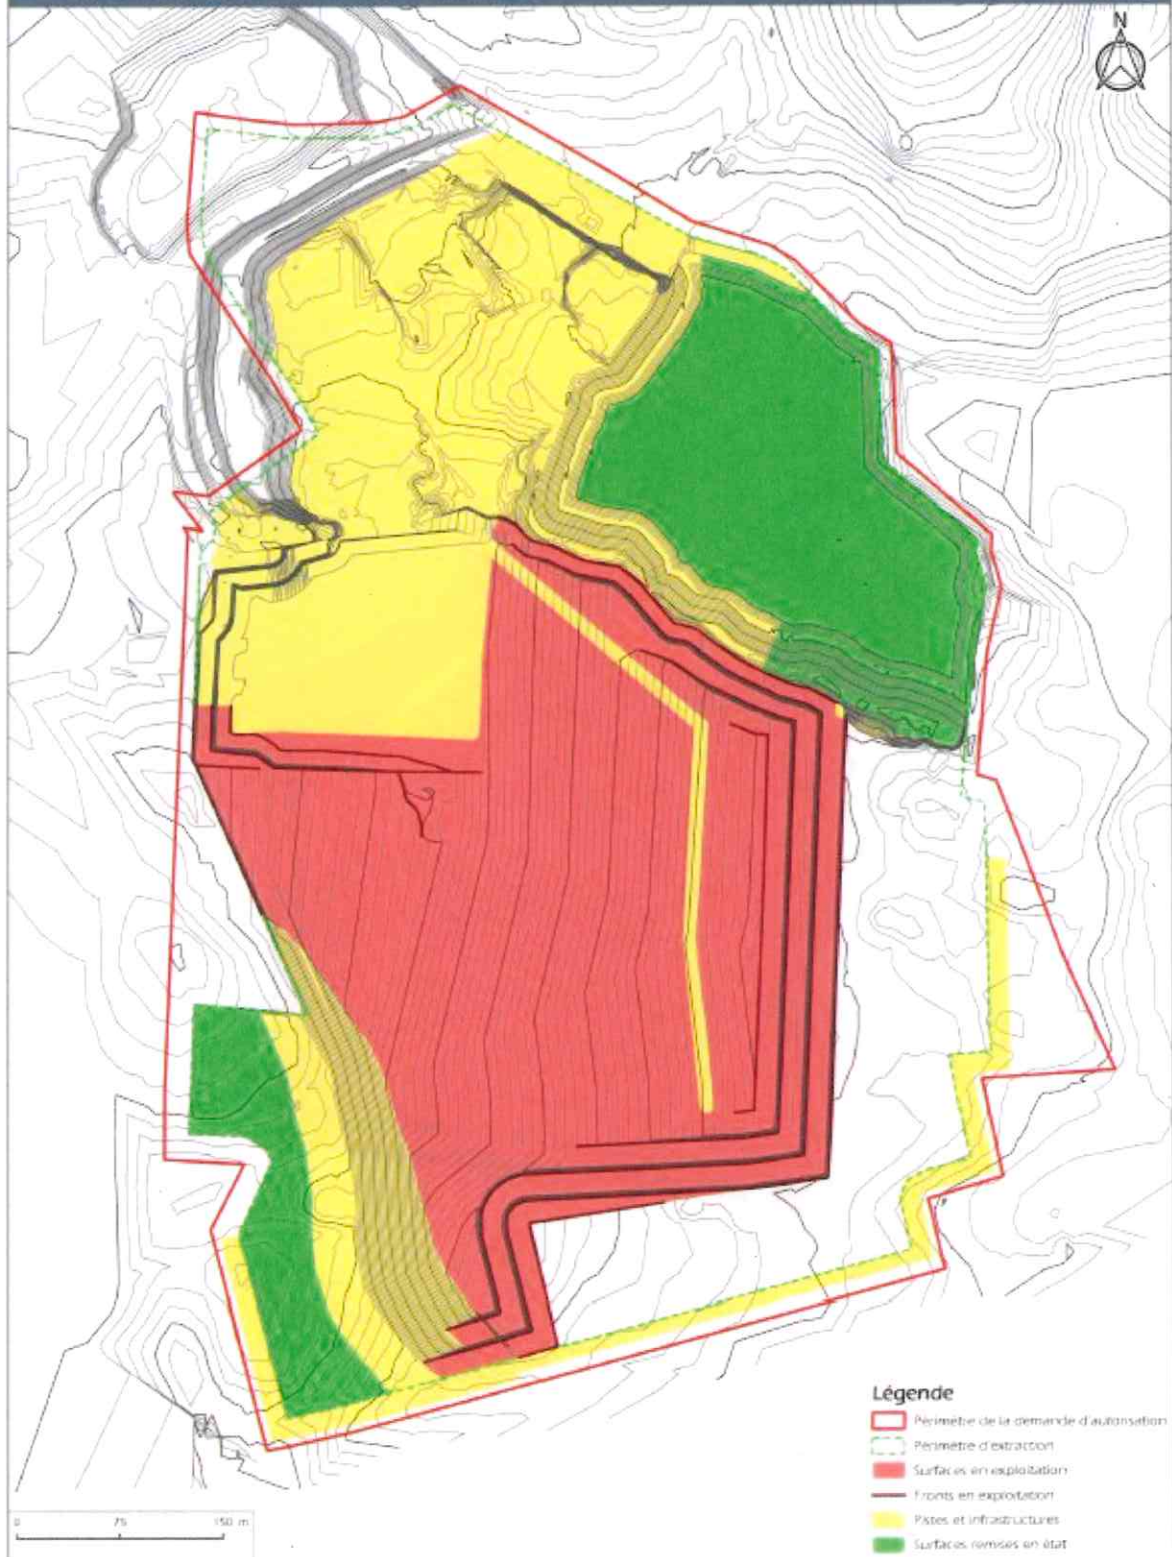 N
Légende
Périmètre de la demande d'autorisation
Périmètre d'extraction
Surfaces en exploitation
Fronts en exploitation
Pistes et infrastructures
Surfaces remises en état
0 75 150 m